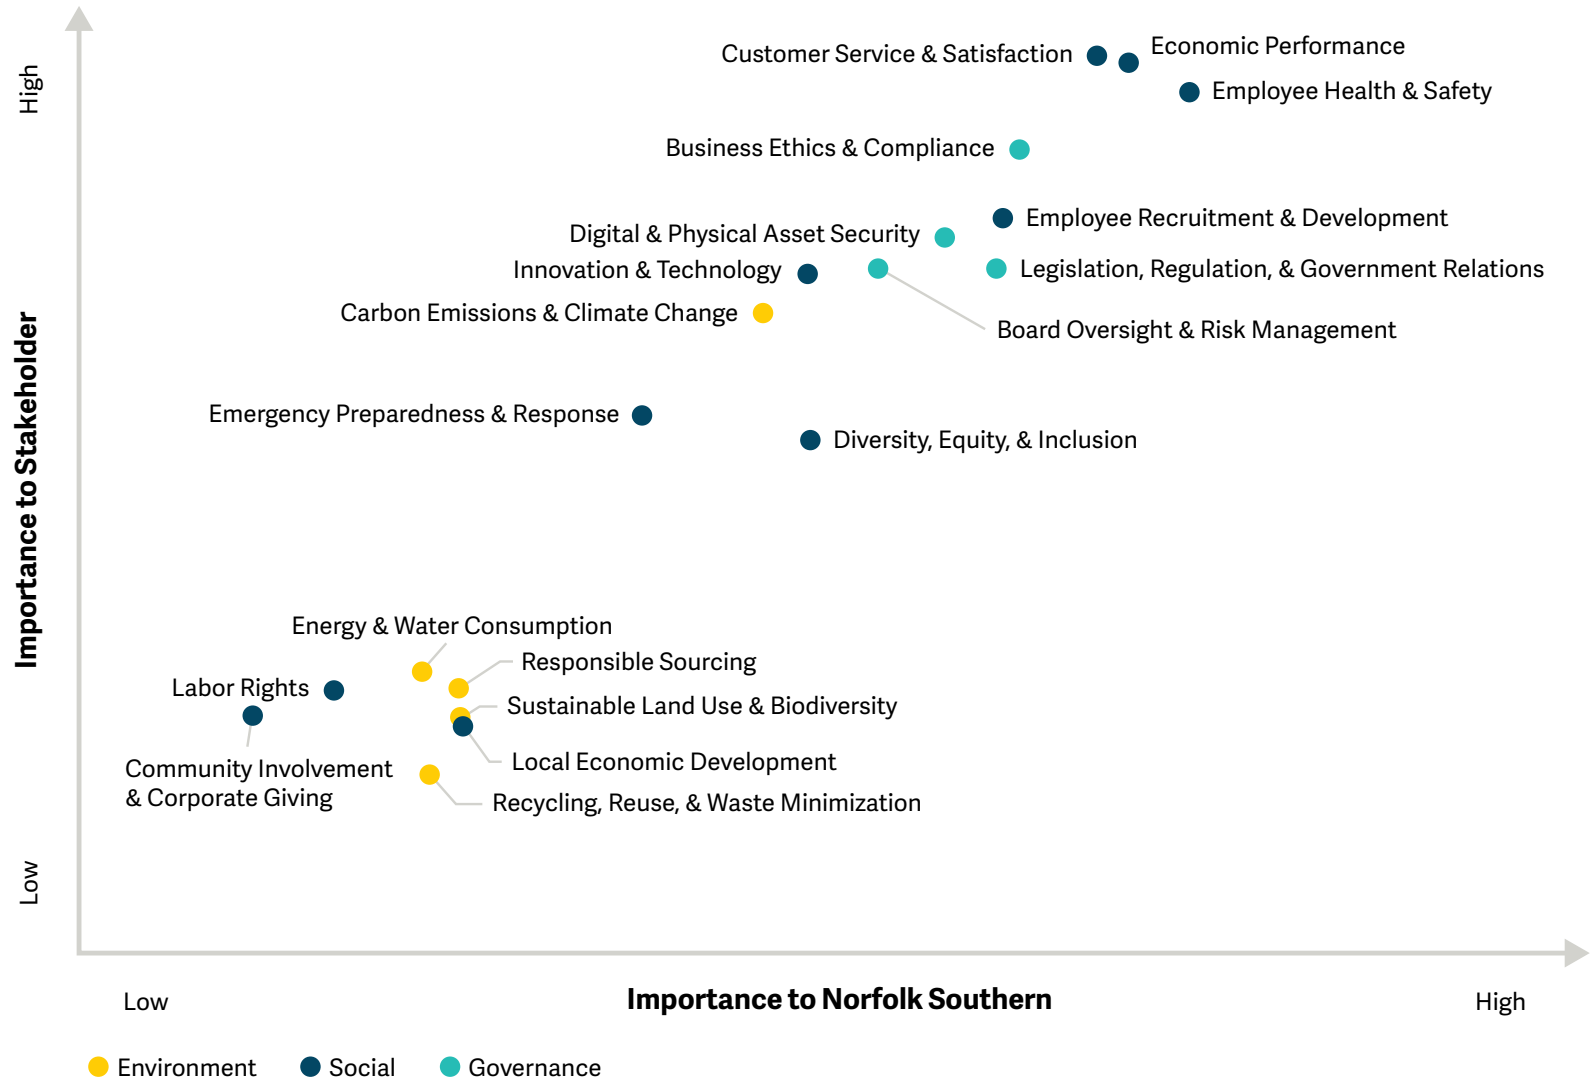 High
Importance to Stakeholder
Low
Customer Service & Satisfaction
Economic Performance
Employee Health & Safety
Business Ethics & Compliance
Employee Recruitment & Development
Digital & Physical Asset Security
Innovation & Technology
Legislation, Regulation, & Government Relations
Carbon Emissions & Climate Change
Board Oversight & Risk Management
Emergency Preparedness & Response
Diversity, Equity, & Inclusion
Energy & Water Consumption
Responsible Sourcing
Labor Rights
Sustainable Land Use & Biodiversity
Local Economic Development
Community Involvement
& Corporate Giving
Recycling, Reuse, & Waste Minimization
Low
Importance to Norfolk Southern
High
Environment
Social
Governance